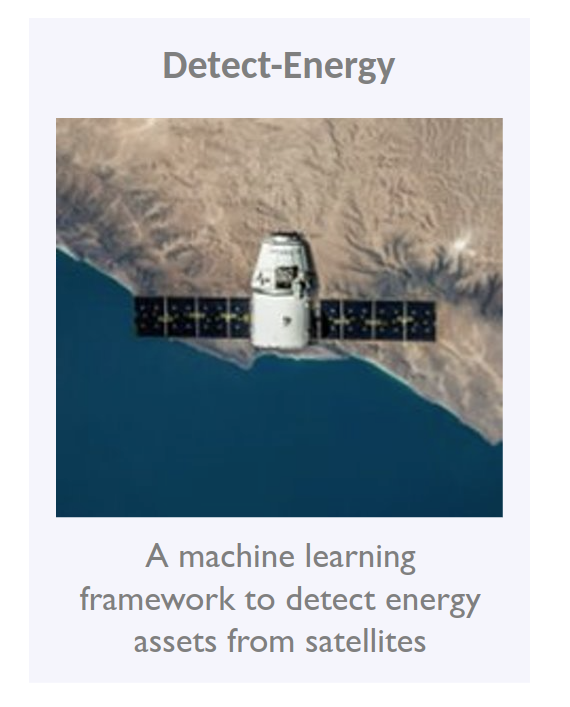 Detect-Energy
A machine learning
framework to detect energy
assets from satellites